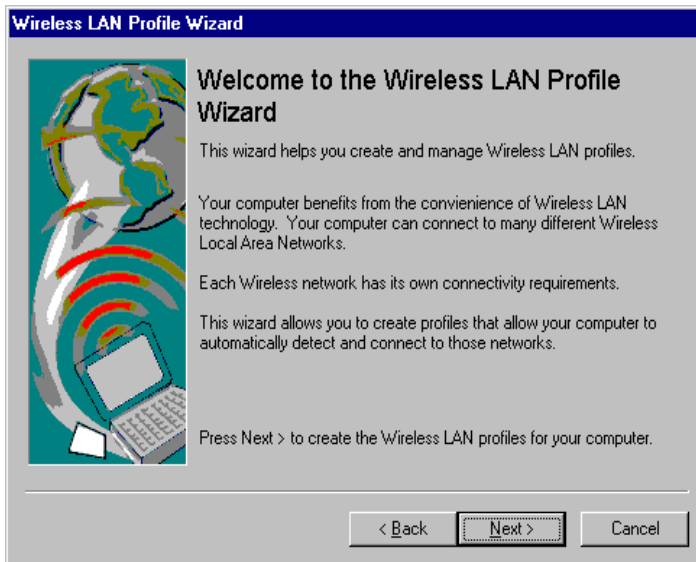 Wireless LAN Profile Wizard
Welcome to the Wireless LAN Profile
Wizard
This wizard helps you create and manage Wireless LAN profiles.
Your computer benefits from the convienience of Wireless LAN
technology. Your computer can connect to many different Wireless
Local Area Networks.
Each Wireless network has its own connectivity requirements.
This wizard allows you to create profiles that allow your computer to
automatically detect and connect to those networks.
Press Next > to create the Wireless LAN profiles for your computer.
< Back
Next >
Cancel